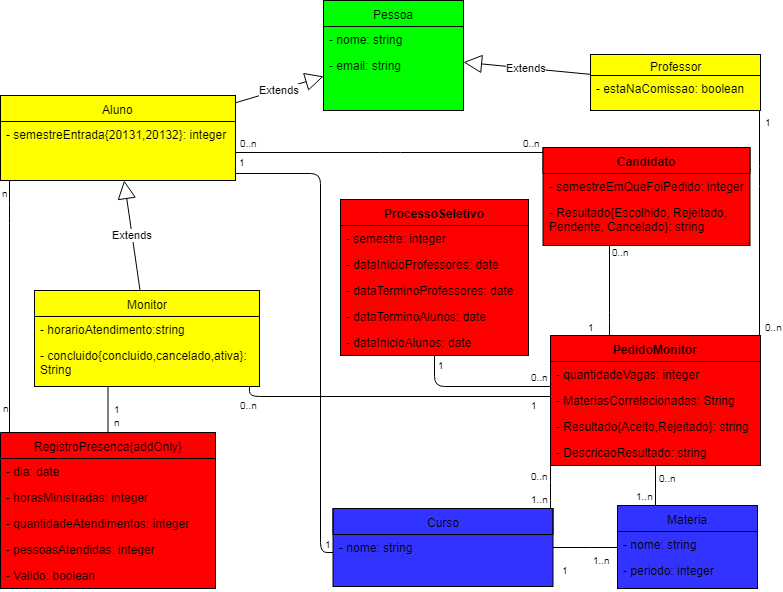 Pessoa
- nome: string
- email: string
Professor
- estaNaComissao: boolean
Extends
Extends
Aluno
- semestreEntrada{20131,20132}: integer
0..n
0..n
1
1
n
Candidato
- semestreEmQueFoiPedido: integer
- Resultado{Escolhido, Rejeitado,
Pendente, Cancelado}: string
ProcessoSeletivo
- semestre: integer
- dataInicioProfessores: date
- dataTerminoProfessores: date
- dataTerminoAlunos: date
- dataInicioAlunos: date
Extends
0..n
Monitor
- horarioAtendimento:string
- concluido{concluido,cancelado,ativa}:
String
1
0..n
PedidoMonitor
- quantidadeVagas: integer
- MateriasCorrelacionadas: String
- Resultado{Aceito,Rejeitado}: string
- DescricaoResultado: string
1
0..n
0..n
1
n
1
n
RegistroPresenca{addOnly}
- dia: date
- horasMinistradas: integer
- quantidadeAtendimentos: integer
- pessoasAtendidas: integer
- Valido: boolean
0..n
0..n
1..n
1..n
Curso
- nome: string
1
Materia
- nome: string
- periodo: integer
1..n
1